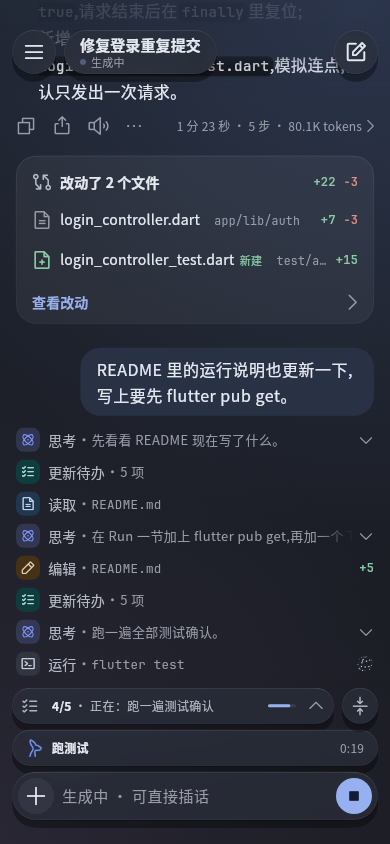 true,请求结束后在 finally 里复位;
新增
修复登录重复提交
生成中
st.dart,模拟连点,
认只发出一次请求。
1 分 23 秒 · 5 步 · 80.1K tokens
改动了 2 个文件 +22 -3
login_controller.dart app/lib/auth +7 -3
login_controller_test.dart 新建 test/a… +15
查看改动
README 里的运行说明也更新一下,
写上要先 flutter pub get。
思考 · 先看看 README 现在写了什么。
更新待办 · 5 项
读取 · README.md
思考 · 在 Run 一节加上 flutter pub get,再加一个
编辑 · README.md +5
更新待办 · 5 项
思考 · 跑一遍全部测试确认。
运行 · flutter test
4/5 · 正在: 跑一遍测试确认
跑测试 0:19
生成中 · 可直接插话